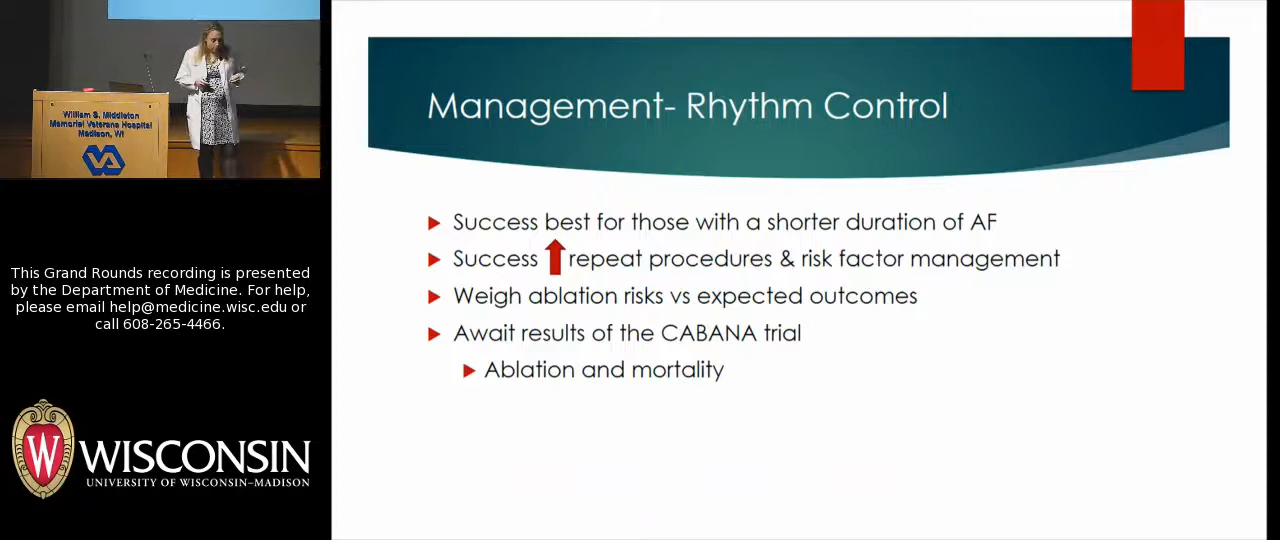 William S. Middleton
Memorial Veterans Hospital
Madison, WI
VA
This Grand Rounds recording is presented
by the Department of Medicine. For help,
please email help@medicine.wisc.edu or
call 608-265-4466.
W
WISCONSIN
UNIVERSITY OF WISCONSIN–MADISON
Management- Rhythm Control
Success best for those with a shorter duration of AF
Success repeat procedures & risk factor management
Weigh ablation risks vs expected outcomes
Await results of the CABANA trial
Ablation and mortality